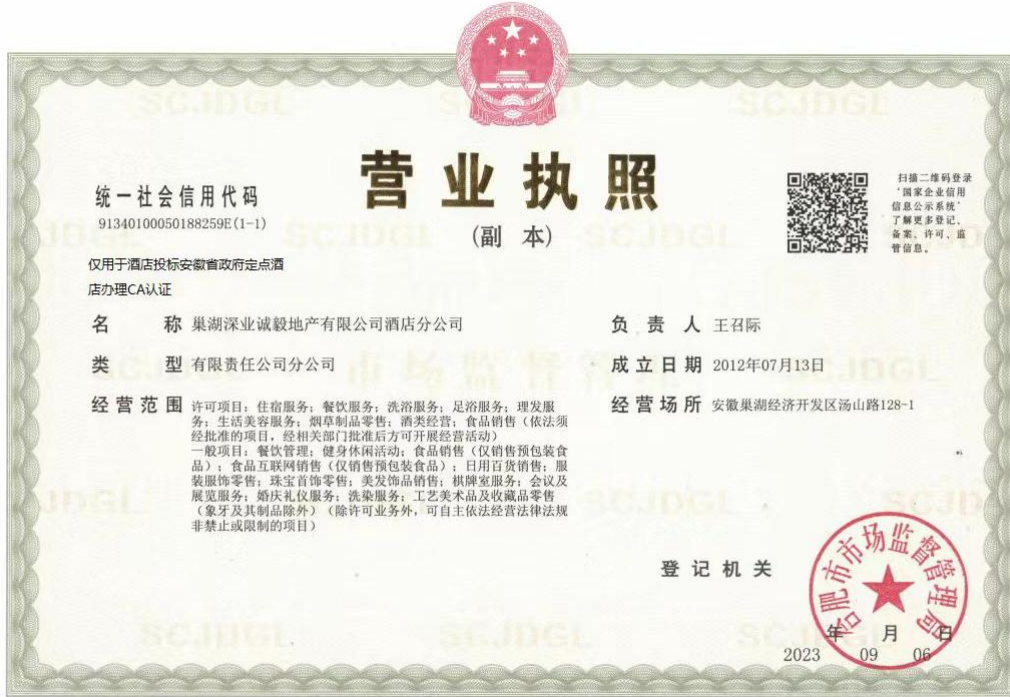 营业执照
(副 本)
统一社会信用代码
91340100050188259E(1-1)
仅用于酒店投标安徽省政府定点酒
店办理CA认证
扫描二维码登录
‘国家企业信用
信息公示系统’
了解更多登记、
备案、许可、监
管信息。
名 称 巢湖深业诚毅地产有限公司酒店分公司
类 型 有限责任公司分公司
经营范围 许可项目：住宿服务；餐饮服务；洗浴服务；足浴服务；理发服
务；生活美容服务；烟草制品零售；酒类经营；食品销售（依法须
经批准的项目，经相关部门批准后方可开展经营活动）
一般项目：餐饮管理；健身休闲活动；食品销售（仅销售预包装食
品）；食品互联网销售（仅销售预包装食品）；日用百货销售；服
装服饰零售；珠宝首饰零售；美发饰品销售；棋牌室服务；会议及
展览服务；婚庆礼仪服务；洗染服务；工艺美术品及收藏品零售
（象牙及其制品除外）（除许可业务外，可自主依法经营法律法规
非禁止或限制的项目）
负 责 人 王召际
成立日期 2012年07月13日
经营场所 安徽巢湖经济开发区汤山路128-1
登记机关
合肥市市场监督管理局
年 月 日
2023 09 06
SCJDGL
市场监督管理